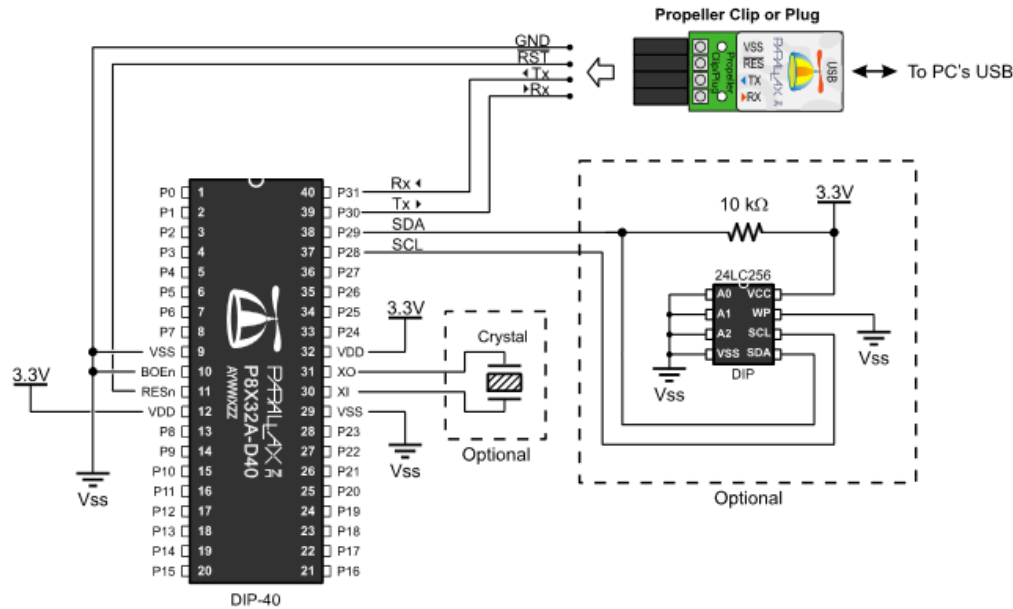 Propeller Clip or Plug
GND
RST
Tx
Rx
VSS
RES
TX
RX
Propeller
Clip/Plug
PARALLAX
USB
To PC's USB
P0 1 40 P31 Rx
P1 2 39 P30 Tx
P2 3 38 P29 SDA
P3 4 37 P28 SCL
P4 5 36 P27
P5 6 35 P26
P6 7 34 P25
P7 8 33 P24
VSS 9 32 VDD 3.3V
BOEn 10 31 XO
RESn 11 30 XI
3.3V VDD 12 29 VSS
P8 13 28 P23
P9 14 27 P22
P10 15 26 P21
P11 16 25 P20
P12 17 24 P19
P13 18 23 P18
P14 19 22 P17
P15 20 21 P16
PARALLAX
P8X32A-D40
AYWWXZZ
DIP-40
Vss
Vss
Crystal
Optional
10 kΩ
3.3V
24LC256
A0 VCC
A1 WP
A2 SCL
VSS SDA
DIP
Vss
Vss
Optional